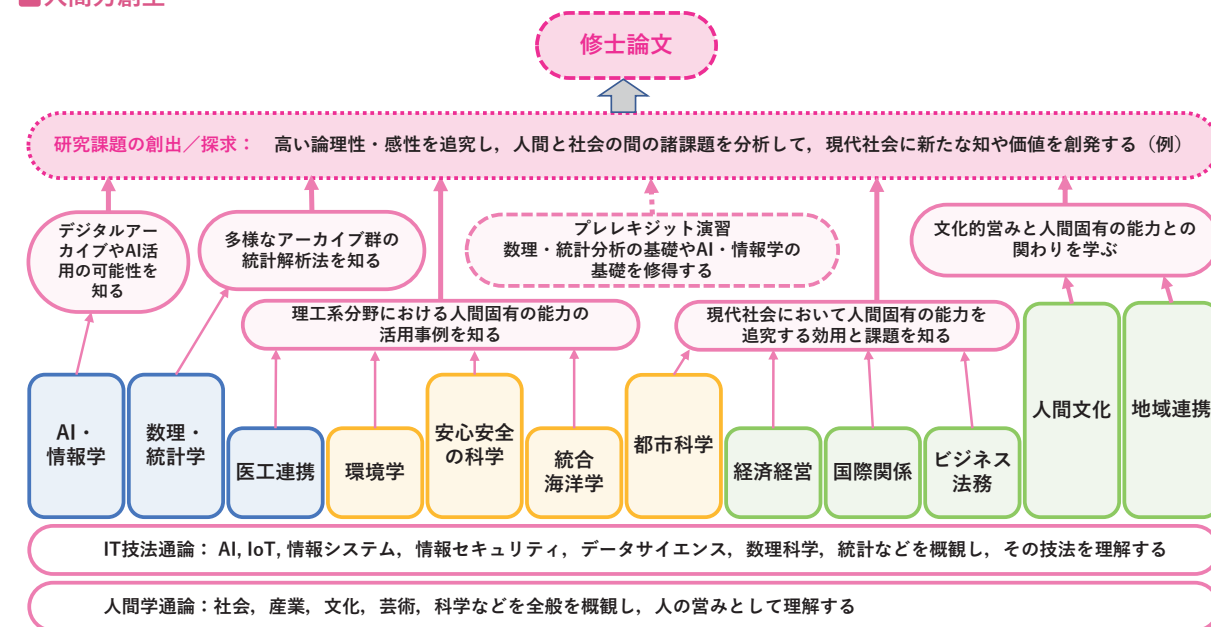 ■人間力創生
修士論文
研究課題の創出／探求： 高い論理性・感性を追究し，人間と社会の間の諸課題を分析して，現代社会に新たな知や価値を創発する（例）
デジタルアー
カイブやAI活
用の可能性を
知る
多様なアーカイブ群の
統計解析法を知る
プレレキジット演習
数理・統計分析の基礎やAI・情報学の
基礎を修得する
文化的営みと人間固有の能力との
関わりを学ぶ
理工系分野における人間固有の能力の
活用事例を知る
現代社会において人間固有の能力を
追究する効用と課題を知る
AI・
情報学
数理・
統計学
医工連携
環境学
安心安全
の科学
統合
海洋学
都市科学
経済経営
国際関係
ビジネス
法務
人間文化
地域連携
IT技法通論： AI, IoT, 情報システム，情報セキュリティ，データサイエンス，数理科学，統計などを概観し，その技法を理解する
人間学通論：社会，産業，文化，芸術，科学などを全般を概観し，人の営みとして理解する